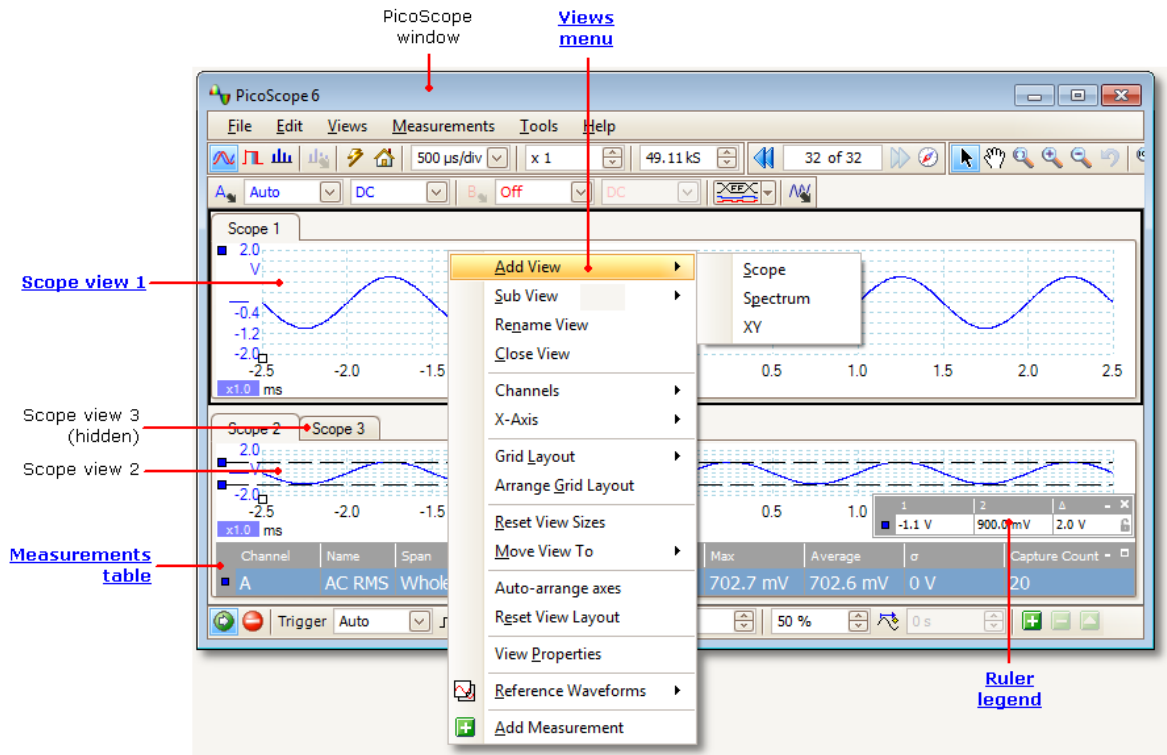 PicoScope
window
Views
menu
PicoScope 6
File Edit Views Measurements Tools Help
500 µs/div x 1 49.11 kS 32 of 32
A Auto DC B Off DC
Scope 1
2.0
V
-0.4
-1.2
-2.0
-2.5 -2.0 -1.5 0.5 1.0 1.5 2.0 2.5
x1.0 ms
Scope view 1
Add View
Sub View
Rename View
Close View
Channels
X-Axis
Grid Layout
Arrange Grid Layout
Reset View Sizes
Move View To
Auto-arrange axes
Reset View Layout
View Properties
Reference Waveforms
Add Measurement
Scope
Spectrum
XY
Scope view 3
(hidden)
Scope view 2
Scope 2 Scope 3
2.0
V
-2.0
-2.5 -2.0 -1.5 0.5 1.0
x1.0 ms
1 2 Δ
-1.1 V 900.0 mV 2.0 V
Measurements
table
Channel Name Span Max Average σ Capture Count
A AC RMS Whole 702.7 mV 702.6 mV 0 V 20
Trigger Auto 50 % 0 s
Ruler
legend